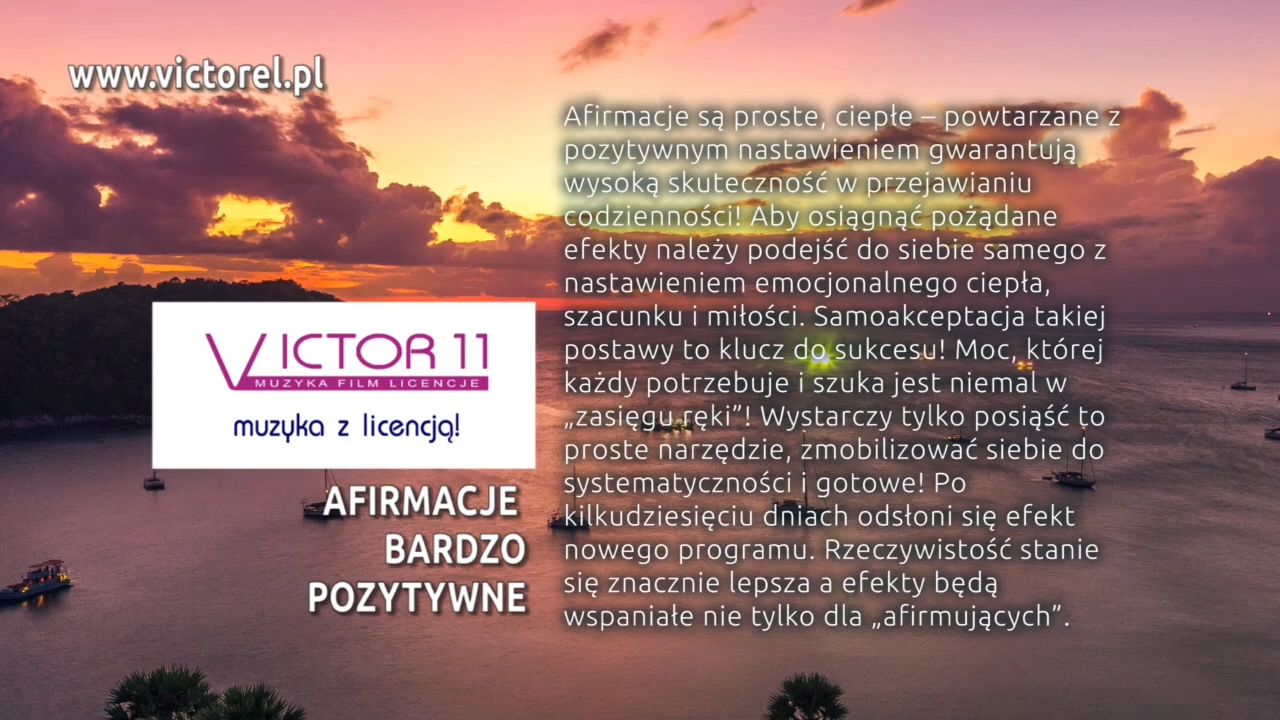 www.victorel.pl
VICTOR 11
MUZYKA FILM LICENCJE
muzyka z licencją!
AFIRMACJE
BARDZO
POZYTYWNE
Afirmacje są proste, ciepłe – powtarzane z
pozytywnym nastawieniem gwarantują
wysoką skuteczność w przejawianiu
codzienności! Aby osiągnąć pożądane
efekty należy podejść do siebie samego z
nastawieniem emocjonalnego ciepła,
szacunku i miłości. Samoakceptacja takiej
postawy to klucz do sukcesu! Moc, której
każdy potrzebuje i szuka jest niemal w
„zasięgu ręki”! Wystarczy tylko posiąść to
proste narzędzie, zmobilizować siebie do
systematyczności i gotowe! Po
kilkudziesięciu dniach odsłoni się efekt
nowego programu. Rzeczywistość stanie
się znacznie lepsza a efekty będą
wspaniałe nie tylko dla „afirmujących”.